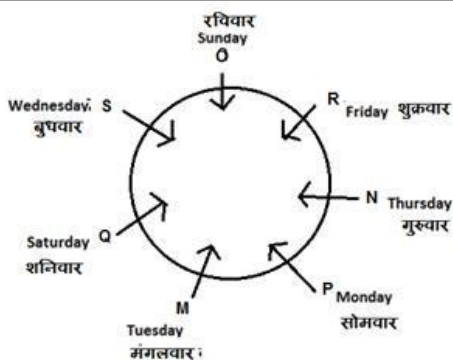 रविवार
Sunday
O
R
Friday शुक्रवार
Wednesday: S
बुधवार
N
Thursday
गुरुवार
Saturday Q
शनिवार
P
Monday
सोमवार
M
Tuesday
मंगलवार :